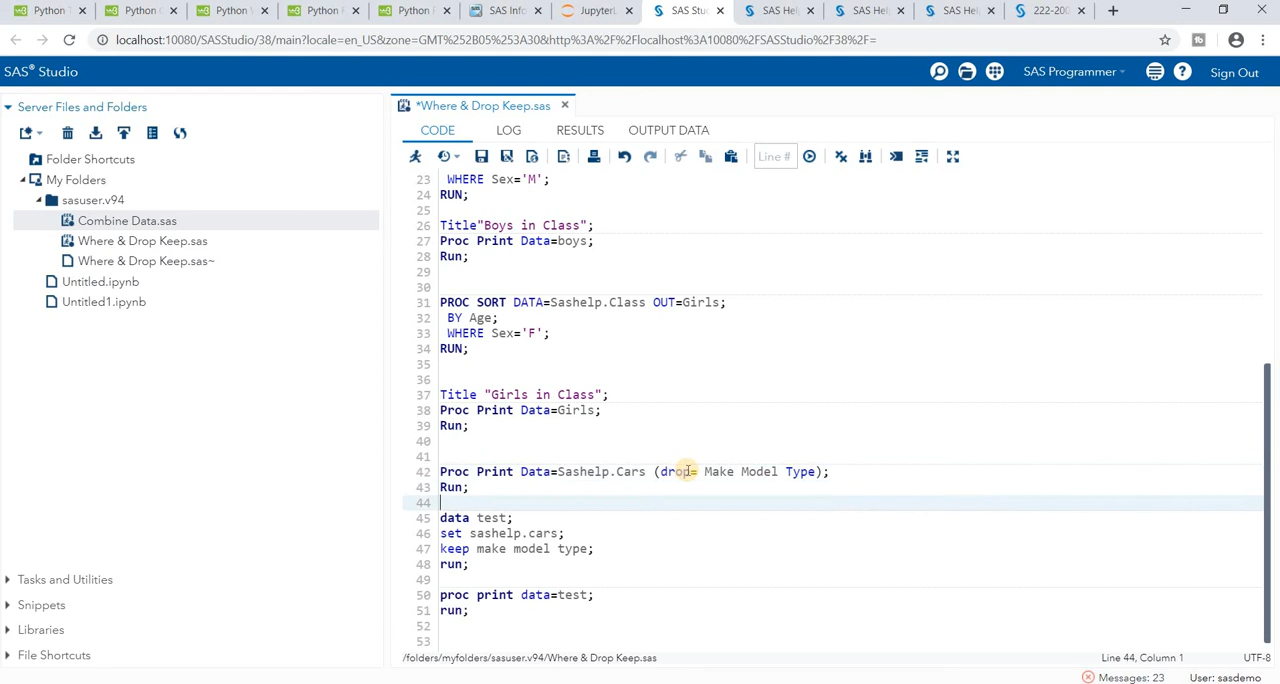 Python T
Python
Python V
Python F
Python F
SAS Info
JupyterL
SAS Stu
SAS Hel
SAS Hel
SAS Hel
222-200
localhost:10080/SASStudio/38/main?locale=en_US&zone=GMT%252B05%253A30&http%3A%2F%2Flocalhost%3A10080%2FSASStudio%2F38%2F=
SAS® Studio
SAS Programmer
Sign Out
Server Files and Folders
*Where & Drop Keep.sas
CODE
LOG
RESULTS
OUTPUT DATA
Line #
Folder Shortcuts
My Folders
sasuser.v94
Combine Data.sas
Where & Drop Keep.sas
Where & Drop Keep.sas~
Untitled.ipynb
Untitled1.ipynb
Tasks and Utilities
Snippets
Libraries
File Shortcuts
23 WHERE Sex='M';
24 RUN;
25
26 Title"Boys in Class";
27 Proc Print Data=boys;
28 Run;
29
30
31 PROC SORT DATA=Sashelp.Class OUT=Girls;
32 BY Age;
33 WHERE Sex='F';
34 RUN;
35
36
37 Title "Girls in Class";
38 Proc Print Data=Girls;
39 Run;
40
41
42 Proc Print Data=Sashelp.Cars (drop= Make Model Type);
43 Run;
44
45 data test;
46 set sashelp.cars;
47 keep make model type;
48 run;
49
50 proc print data=test;
51 run;
52
53
/folders/myfolders/sasuser.v94/Where & Drop Keep.sas
Line 44, Column 1
UTF-8
Messages: 23
User: sasdemo